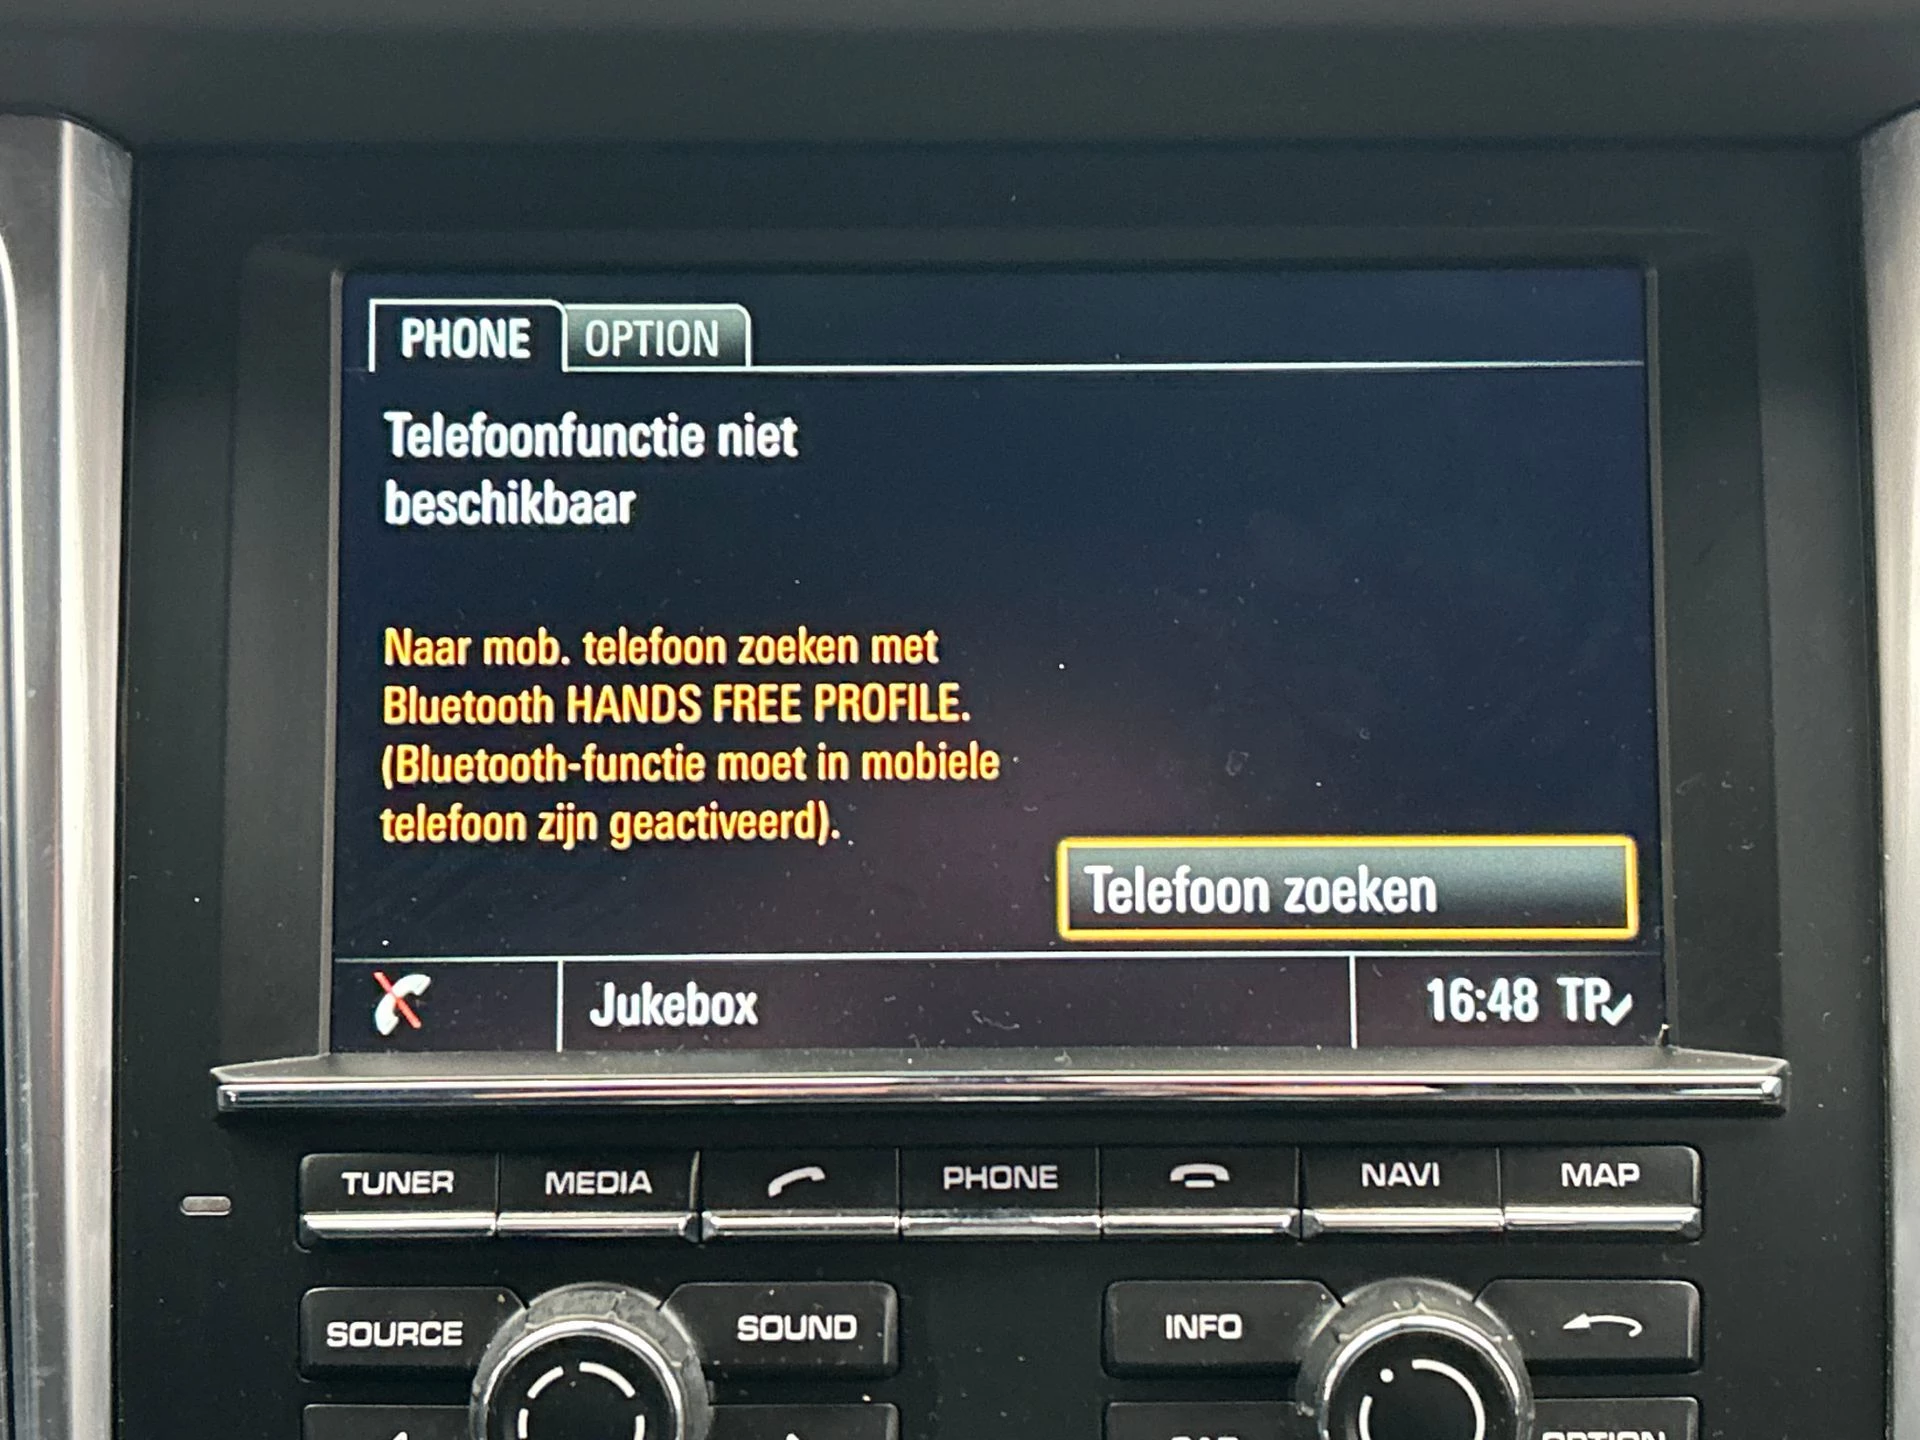 PHONE OPTION
Telefoonfunctie niet
beschikbaar
Naar mob. telefoon zoeken met
Bluetooth HANDS FREE PROFILE.
(Bluetooth-functie moet in mobiele
telefoon zijn geactiveerd).
Telefoon zoeken
Jukebox 16:48 TP
TUNER MEDIA PHONE NAVI MAP
SOURCE SOUND INFO
OPTION